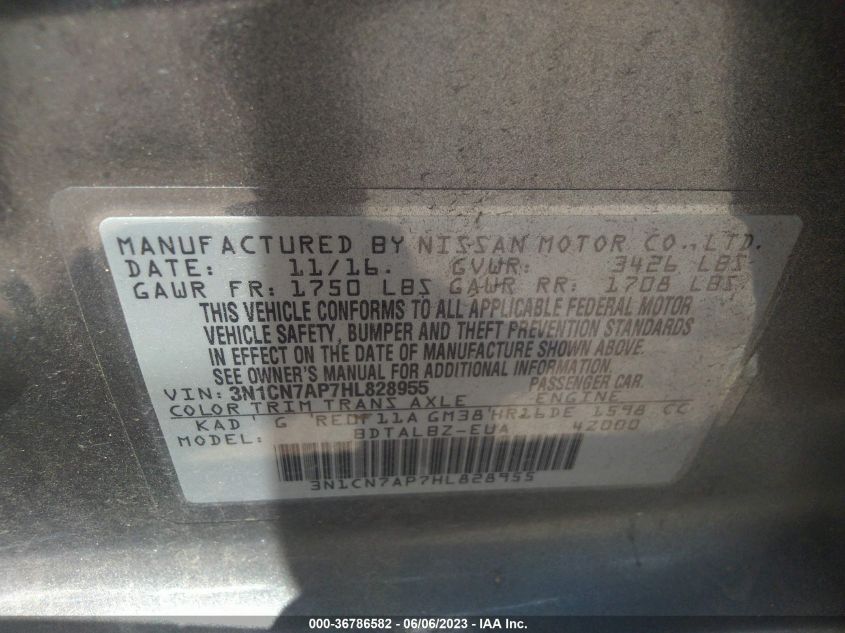 MANUFACTURED BY NISSAN MOTOR CO.,LTD.
DATE: 11/16. GVWR: 3426 LBS
GAWR FR: 1750 LBS GAWR RR: 1708 LBS
THIS VEHICLE CONFORMS TO ALL APPLICABLE FEDERAL MOTOR
VEHICLE SAFETY, BUMPER AND THEFT PREVENTION STANDARDS
IN EFFECT ON THE DATE OF MANUFACTURE SHOWN ABOVE.
SEE OWNER'S MANUAL FOR ADDITIONAL INFORMATION.
VIN: 3N1CN7AP7HL828955 PASSENGER CAR.
COLOR TRIM TRANS AXLE ENGINE
KAD G RE0F11A GM38 HR16DE 1598 CC
MODEL: BDTALBZ-EUA 42000
3N1CN7AP7HL828955
000-36786582 - 06/06/2023 - IAA Inc.